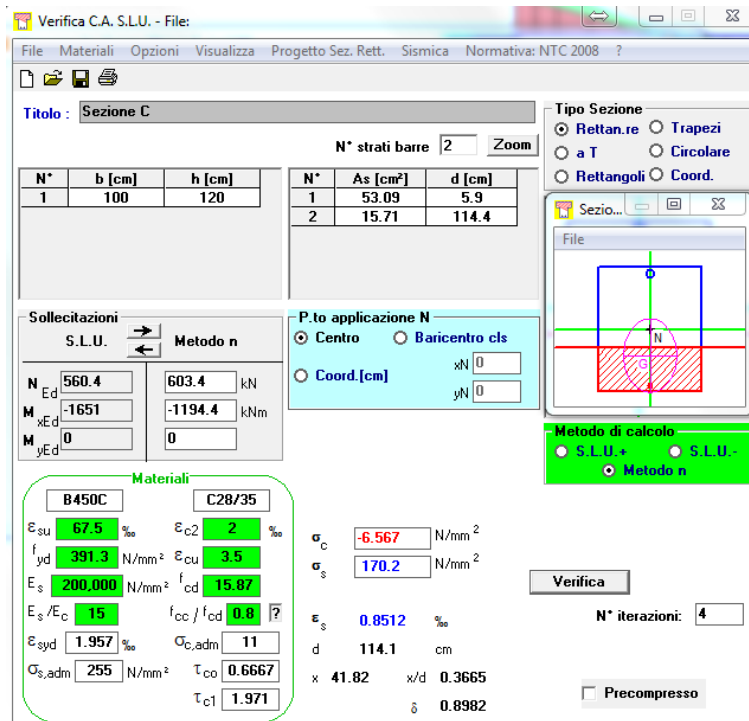 Verifica C.A. S.L.U. - File:
File Materiali Opzioni Visualizza Progetto Sez. Rett. Sismica Normativa: NTC 2008 ?
Titolo : Sezione C
N° strati barre 2 Zoom
N° b [cm] h [cm]
1 100 120
N° As [cm²] d [cm]
1 53.09 5.9
2 15.71 114.4
Tipo Sezione
Rettan.re Trapezi
a T Circolare
Rettangoli Coord.
Sezio...
File
N
G
Sollecitazioni
S.L.U. Metodo n
N Ed 560.4 603.4 kN
M xEd -1651 -1194.4 kNm
M yEd 0 0
P.to applicazione N
Centro Baricentro cls
Coord.[cm] xN 0
yN 0
Metodo di calcolo
S.L.U.+ S.L.U.-
Metodo n
Materiali
B450C C28/35
εsu 67.5 ‰ εc2 2 ‰
fyd 391.3 N/mm² εcu 3.5
Es 200,000 N/mm² fcd 15.87
Es/Ec 15 fcc / fcd 0.8 ?
εsyd 1.957 ‰ σc,adm 11
σs,adm 255 N/mm² τco 0.6667
τc1 1.971
σc -6.567 N/mm²
σs 170.2 N/mm²
εs 0.8512 ‰
d 114.1 cm
x 41.82 x/d 0.3665
δ 0.8982
Verifica
N° iterazioni: 4
Precompresso